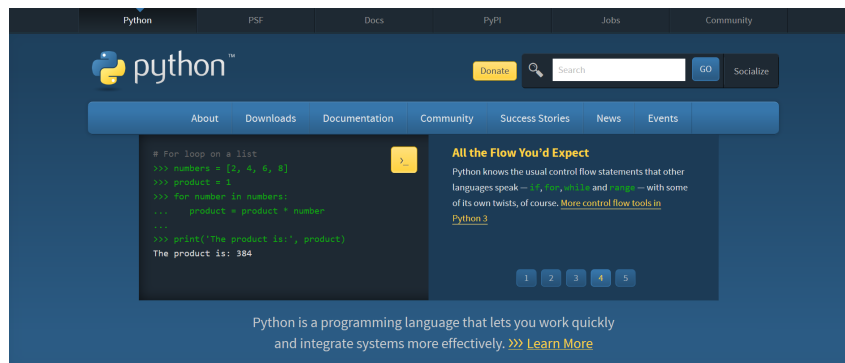 Python PSF Docs PyPI Jobs Community
python™
Donate Search GO Socialize
About Downloads Documentation Community Success Stories News Events
# For loop on a list
>>> numbers = [2, 4, 6, 8]
>>> product = 1
>>> for number in numbers:
...    product = product * number
...
>>> print('The product is:', product)
The product is: 384
>_
All the Flow You’d Expect
Python knows the usual control flow statements that other
languages speak — if, for, while and range — with some
of its own twists, of course. More control flow tools in
Python 3
1 2 3 4 5
Python is a programming language that lets you work quickly
and integrate systems more effectively. >>> Learn More